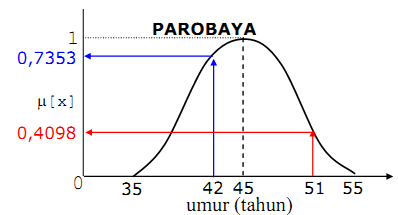 PAROBAYA
1
0,7353
μ[x]
0,4098
0
35 42 45 51 55
umur (tahun)